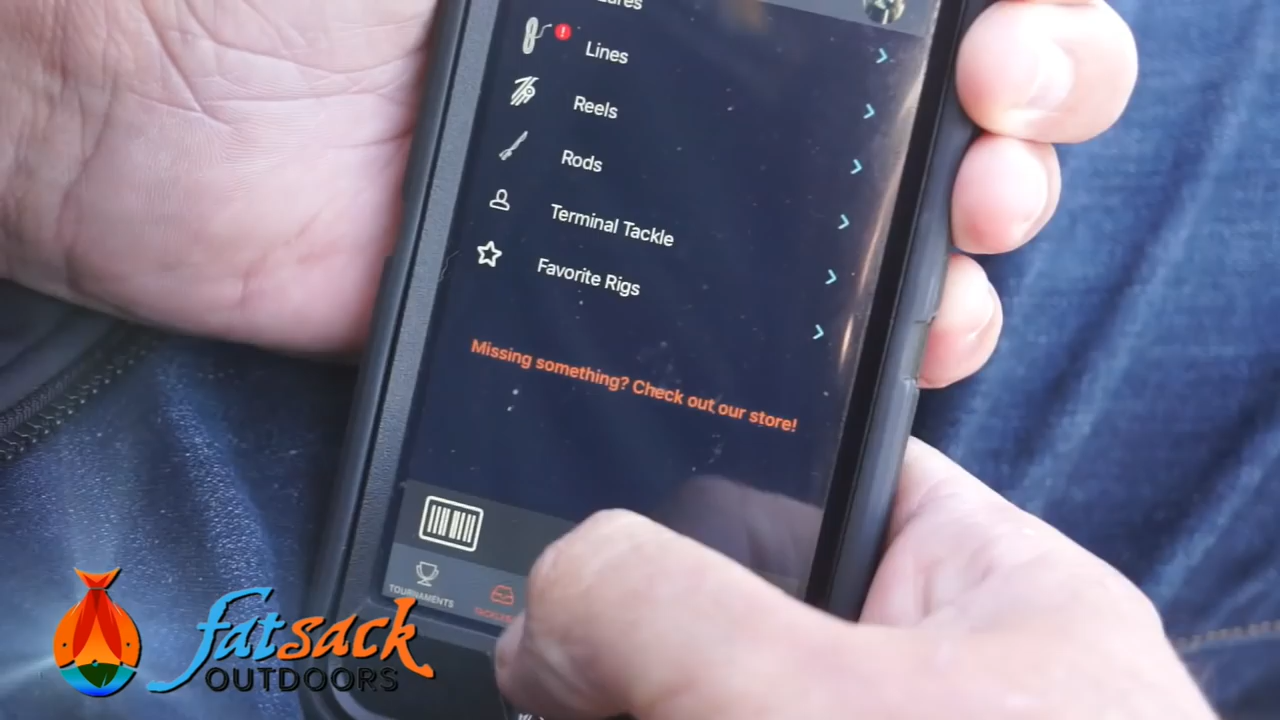 Lines
Reels
Rods
Terminal Tackle
Favorite Rigs
Missing something? Check out our store!
TOURNAMENTS
fatsack
OUTDOORS